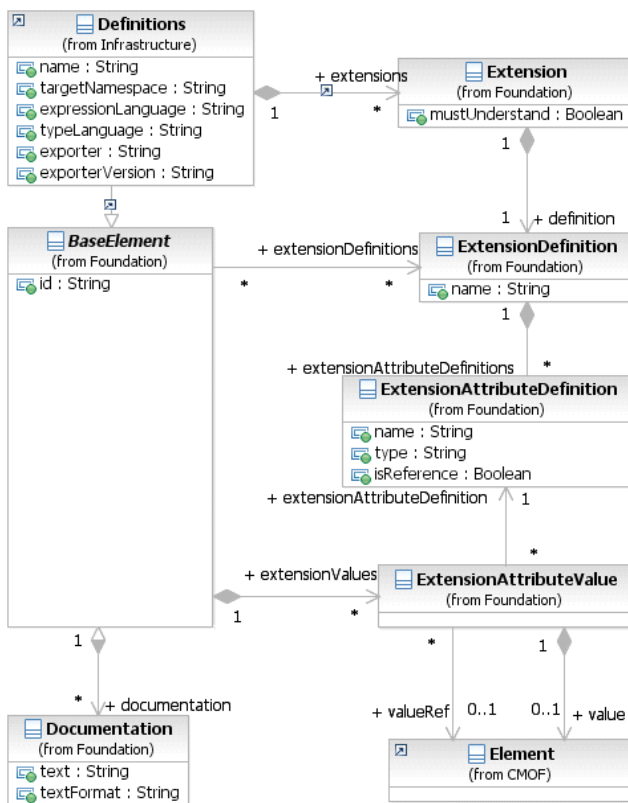 Definitions
(from Infrastructure)
name : String
targetNamespace : String
expressionLanguage : String
typeLanguage : String
exporter : String
exporterVersion : String
+ extensions
1
*
Extension
(from Foundation)
mustUnderstand : Boolean
1
1
+ definition
BaseElement
(from Foundation)
id : String
+ extensionDefinitions
*
*
ExtensionDefinition
(from Foundation)
name : String
1
*
+ extensionAttributeDefinitions
ExtensionAttributeDefinition
(from Foundation)
name : String
type : String
isReference : Boolean
+ extensionAttributeDefinition
1
*
+ extensionValues
1
*
ExtensionAttributeValue
(from Foundation)
1
*
+ documentation
*
1
+ valueRef
0..1
0..1
+ value
Documentation
(from Foundation)
text : String
textFormat : String
Element
(from CMOF)